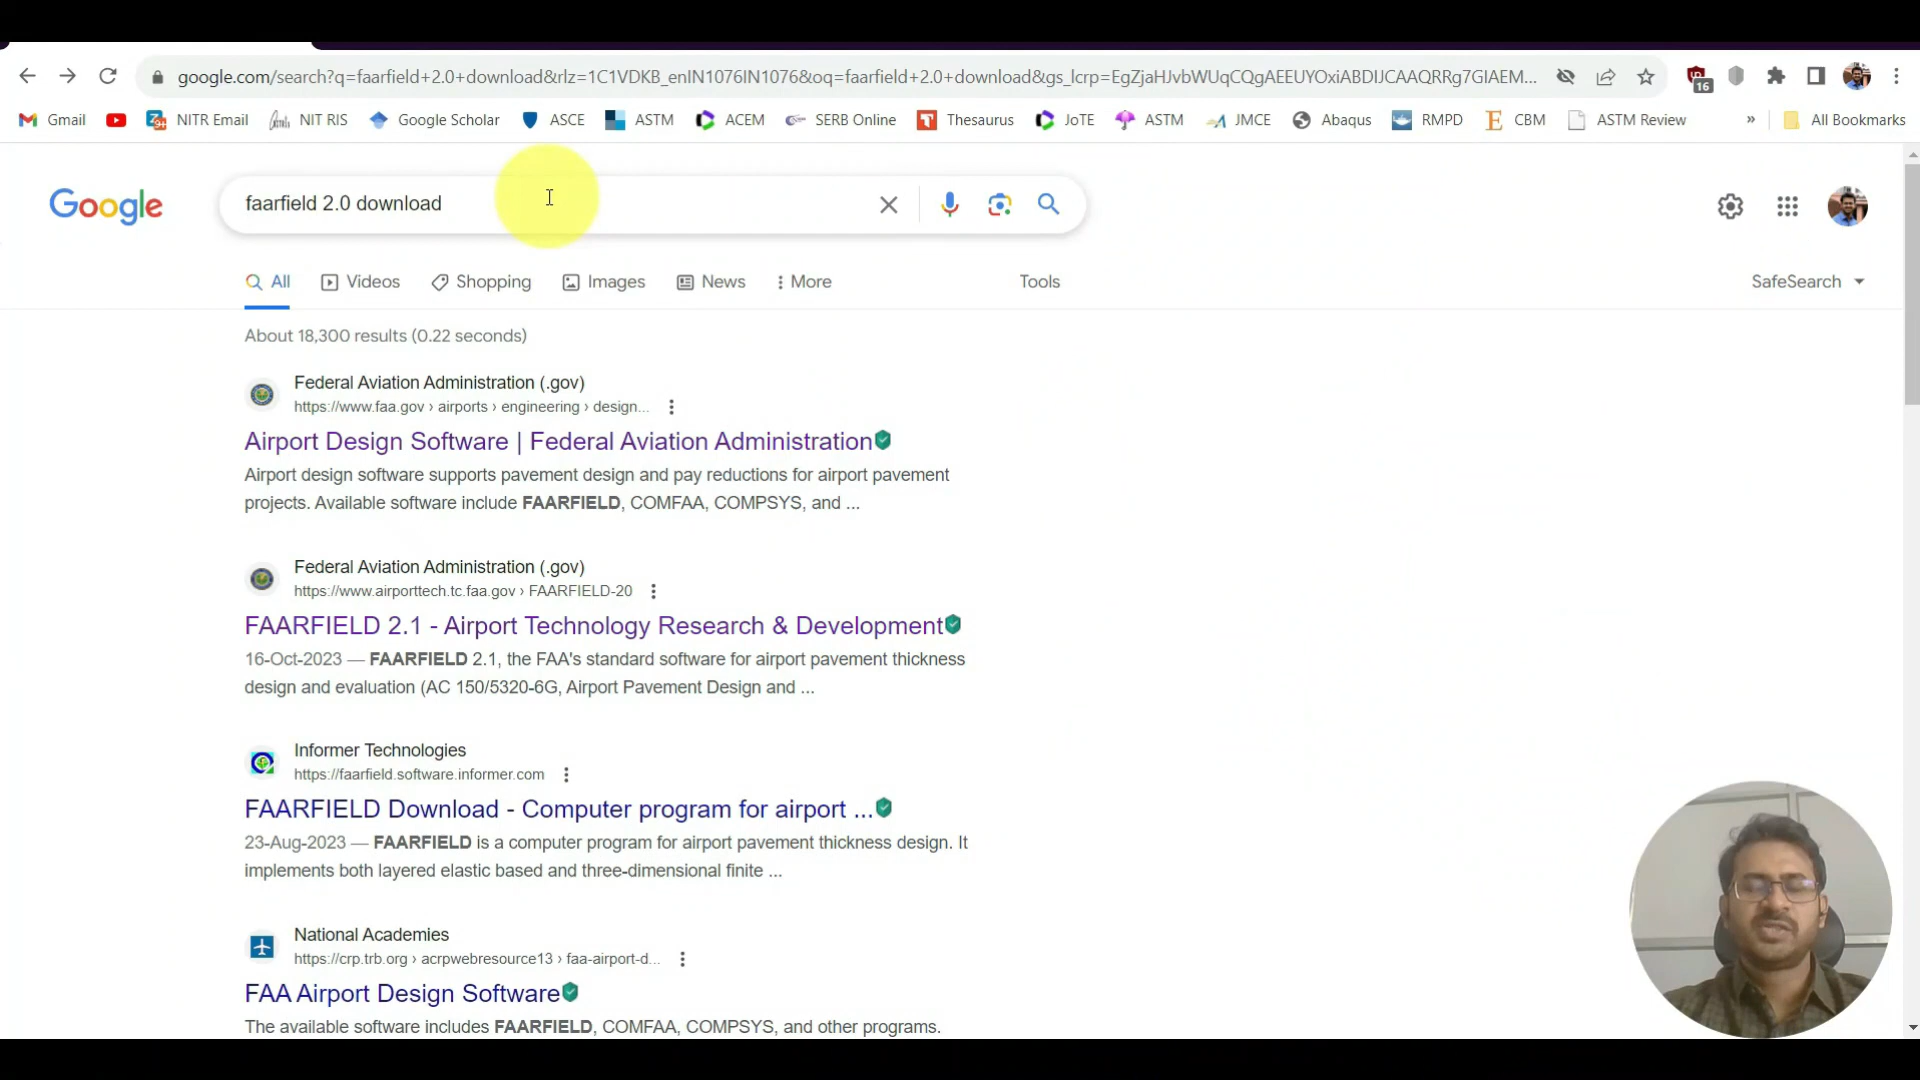 google.com/search?q=faarfield+2.0+download&rlz=1C1VDKB_enIN1076IN1076&oq=faarfield+2.0+download&gs_lcrp=EgZjaHJvbWUqCQgAEEUYOxiABDIJCAAQRRg7GIAEM...
16
Gmail NITR Email NIT RIS Google Scholar ASCE ASTM ACEM SERB Online Thesaurus JoTE ASTM JMCE Abaqus RMPD CBM ASTM Review » All Bookmarks
Google faarfield 2.0 download
All Videos Shopping Images News More Tools SafeSearch
About 18,300 results (0.22 seconds)
Federal Aviation Administration (.gov)
https://www.faa.gov › airports › engineering › design...
Airport Design Software | Federal Aviation Administration
Airport design software supports pavement design and pay reductions for airport pavement
projects. Available software include FAARFIELD, COMFAA, COMPSYS, and ...
Federal Aviation Administration (.gov)
https://www.airporttech.tc.faa.gov › FAARFIELD-20
FAARFIELD 2.1 - Airport Technology Research & Development
16-Oct-2023 — FAARFIELD 2.1, the FAA's standard software for airport pavement thickness
design and evaluation (AC 150/5320-6G, Airport Pavement Design and ...
Informer Technologies
https://faarfield.software.informer.com
FAARFIELD Download - Computer program for airport ...
23-Aug-2023 — FAARFIELD is a computer program for airport pavement thickness design. It
implements both layered elastic based and three-dimensional finite ...
National Academies
https://crp.trb.org › acrpwebresource13 › faa-airport-d...
FAA Airport Design Software
The available software includes FAARFIELD, COMFAA, COMPSYS, and other programs.